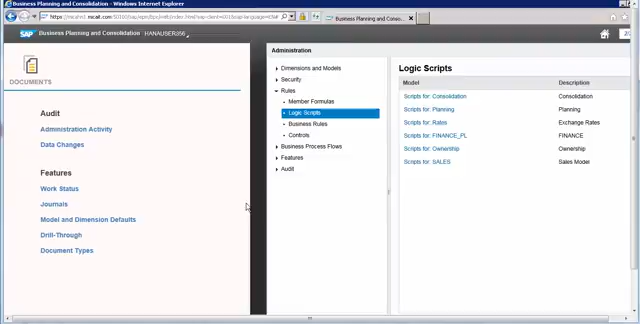 Business Planning and Consolidation - Windows Internet Explorer
Business Planning and Conso...
SAP Business Planning and Consolidation HANAUSER356
Administration
DOCUMENTS
Audit
Administration Activity
Data Changes
Features
Work Status
Journals
Model and Dimension Defaults
Drill-Through
Document Types
Dimensions and Models
Security
Rules
Member Formulas
Logic Scripts
Business Rules
Controls
Business Process Flows
Features
Audit
Logic Scripts
Model Description
Scripts for: Consolidation Consolidation
Scripts for: Planning Planning
Scripts for: Rates Exchange Rates
Scripts for: FINANCE_PL FINANCE
Scripts for: Ownership Ownership
Scripts for: SALES Sales Model